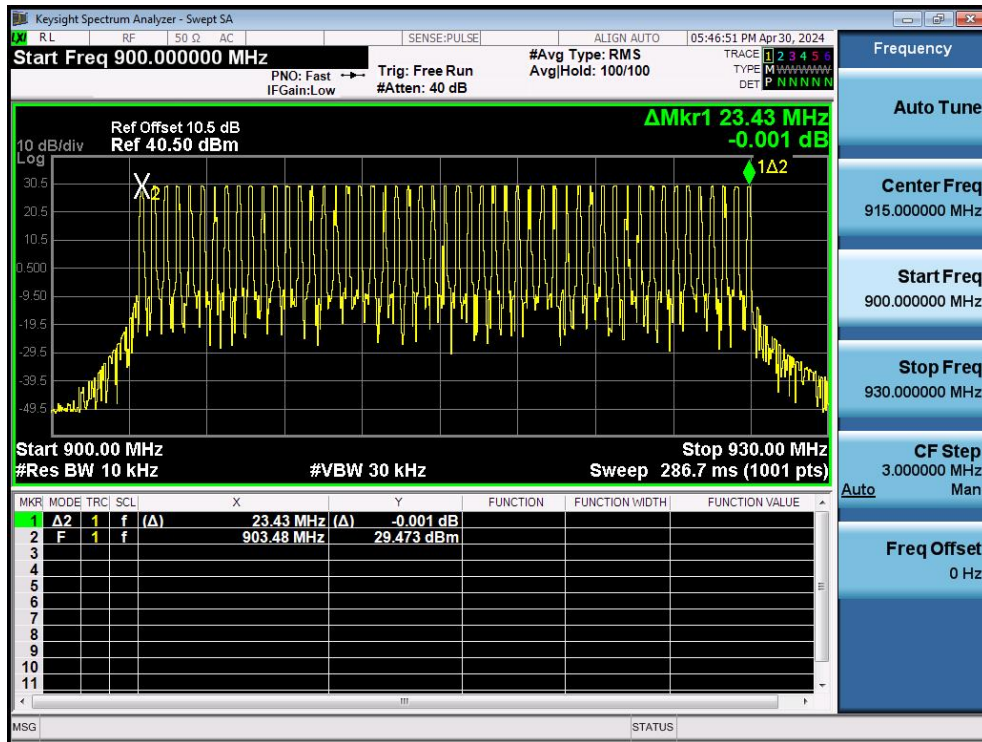 Keysight Spectrum Analyzer - Swept SA
LXI RL RF 50 Ω AC SENSE:PULSE ALIGN AUTO 05:46:51 PM Apr 30, 2024
Start Freq 900.000000 MHz
PNO: Fast
IFGain:Low
Trig: Free Run
#Atten: 40 dB
#Avg Type: RMS
Avg|Hold: 100/100
TRACE 1 2 3 4 5 6
TYPE M W W W W W
DET P N N N N N
ΔMkr1 23.43 MHz
-0.001 dB
Ref Offset 10.5 dB
10 dB/div Ref 40.50 dBm
Log
1Δ2
30.5
2
20.5
10.5
0.500
-9.50
-19.5
-29.5
-39.5
-49.5
Start 900.00 MHz Stop 930.00 MHz
#Res BW 10 kHz #VBW 30 kHz Sweep 286.7 ms (1001 pts)
MKR MODE TRC SCL X Y FUNCTION FUNCTION WIDTH FUNCTION VALUE
1 Δ2 1 f (Δ) 23.43 MHz (Δ) -0.001 dB
2 F 1 f 903.48 MHz 29.473 dBm
3
4
5
6
7
8
9
10
11
MSG STATUS
Frequency
Auto Tune
Center Freq
915.000000 MHz
Start Freq
900.000000 MHz
Stop Freq
930.000000 MHz
CF Step
3.000000 MHz
Auto Man
Freq Offset
0 Hz